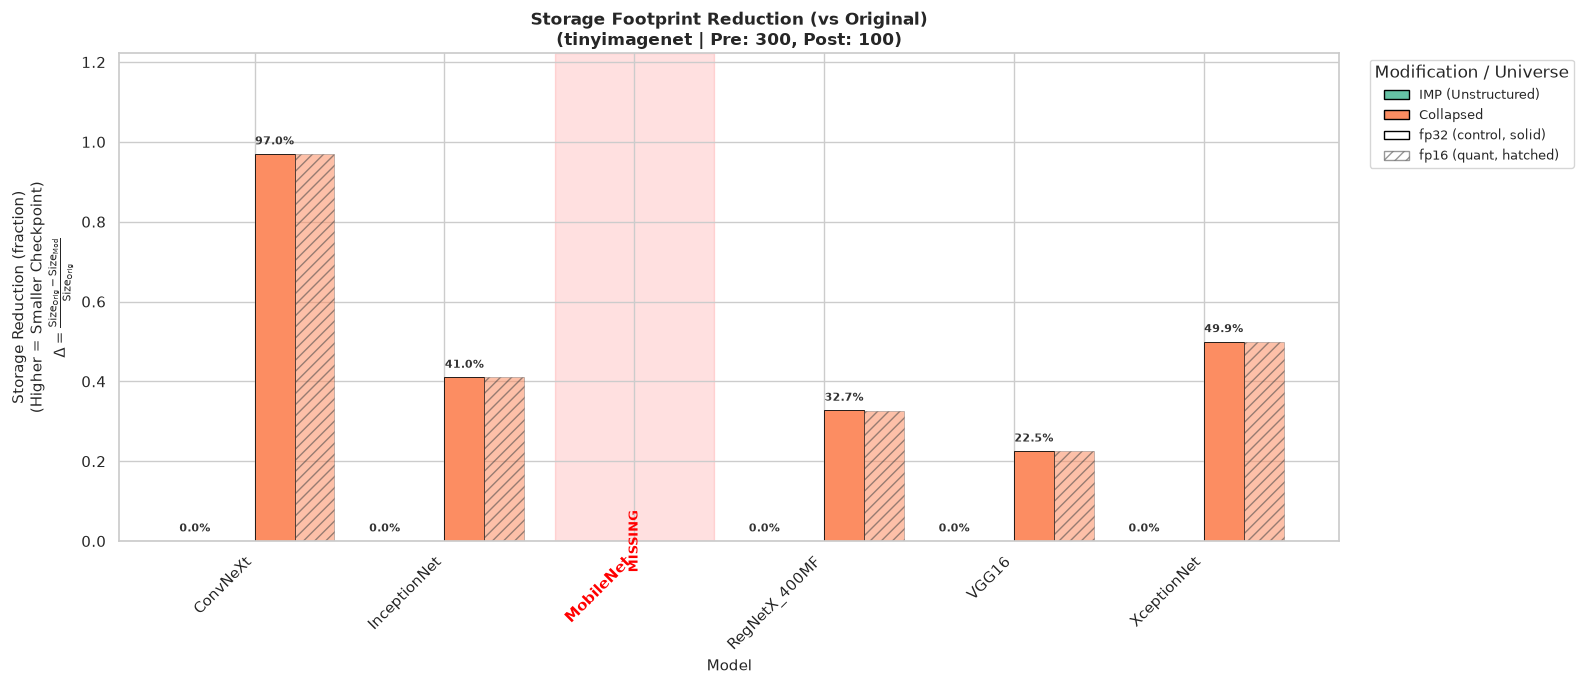 Storage Footprint Reduction (vs Original)
(tinyimagenet | Pre: 300, Post: 100)
Storage Reduction (fraction)
(Higher = Smaller Checkpoint)
Δ = (Size_Orig − Size_Mod) / Size_Orig
1.2
1.0
0.8
0.6
0.4
0.2
0.0
0.0%
97.0%
0.0%
41.0%
MISSING
0.0%
32.7%
0.0%
22.5%
0.0%
49.9%
ConvNeXt
InceptionNet
MobileNet
RegNetX_400MF
VGG16
XceptionNet
Model
Modification / Universe
IMP (Unstructured)
Collapsed
fp32 (control, solid)
fp16 (quant, hatched)